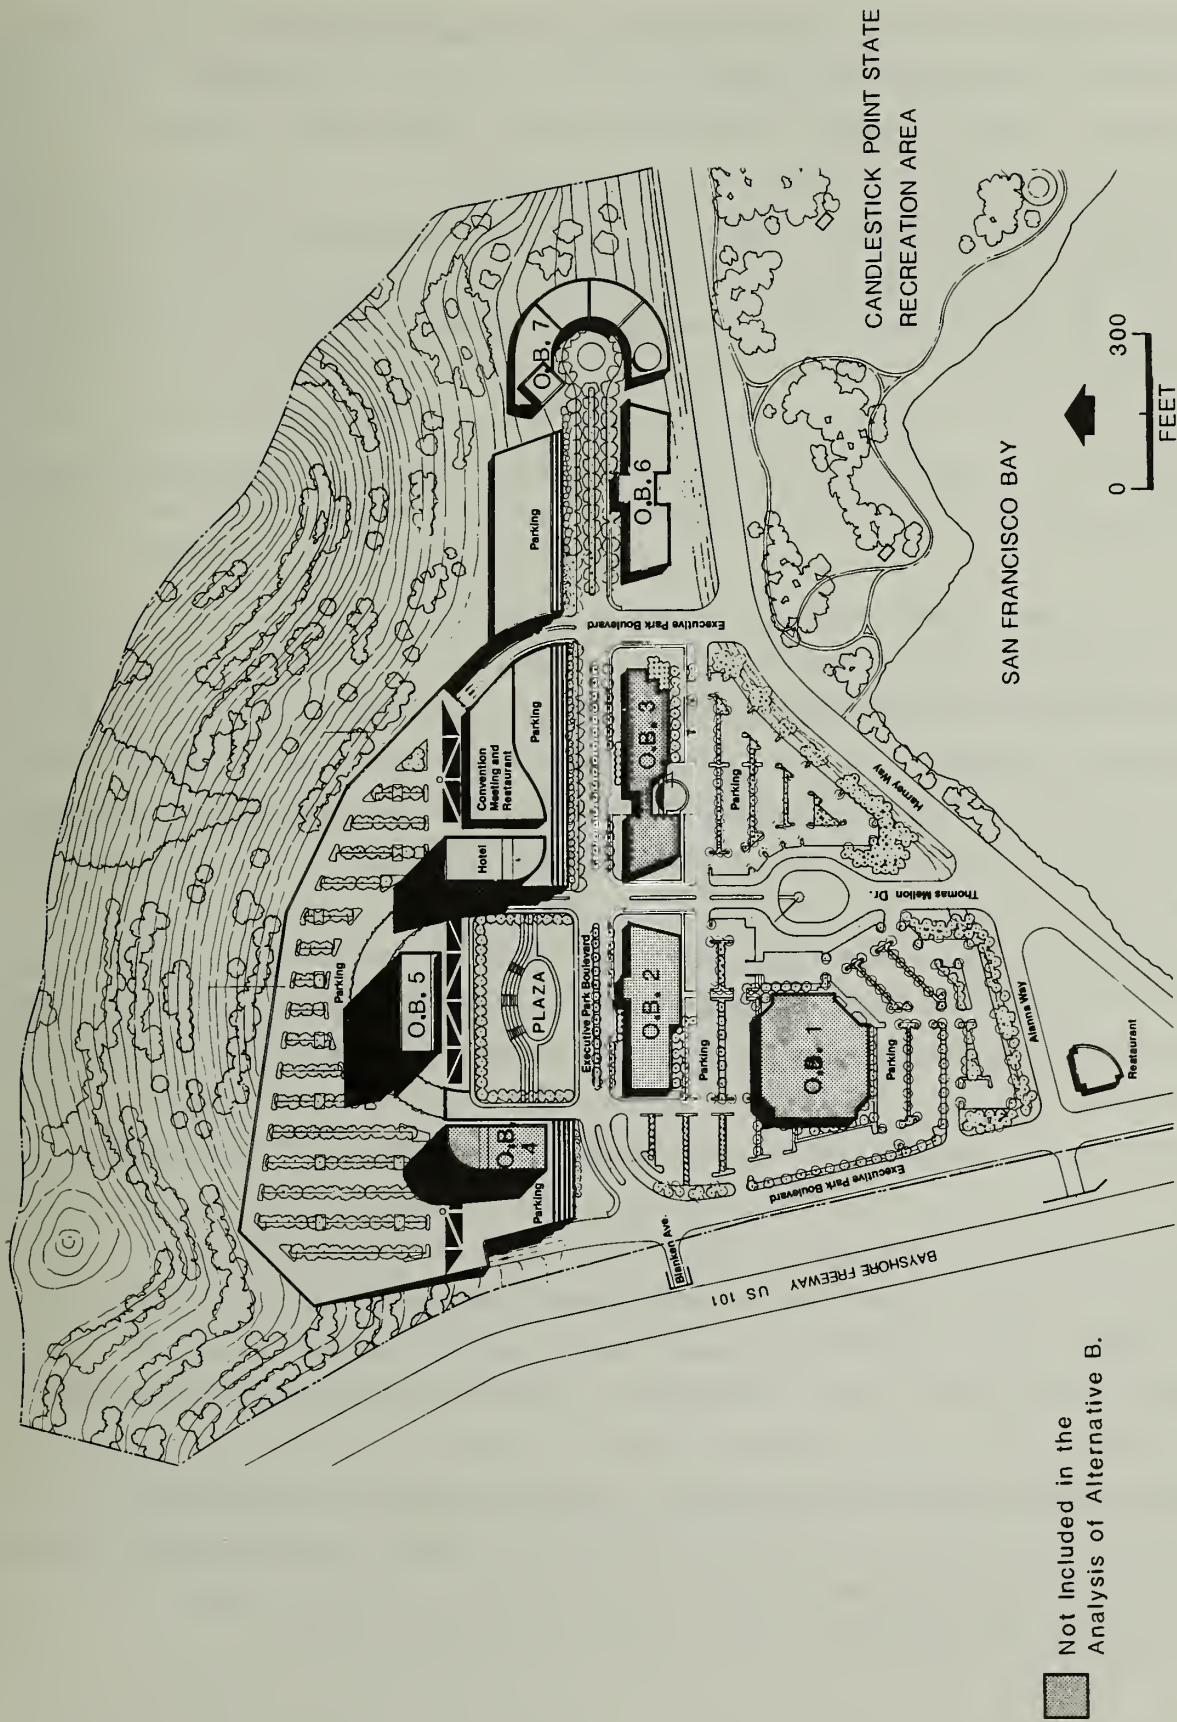 CANDLESTICK POINT STATE
RECREATION AREA
SAN FRANCISCO BAY
0
300
FEET
O.B. 7
O.B. 6
Parking
Executive Park Boulevard
Convention
Meeting and
Restaurant
Parking
Hotel
O.B. 3
Parking
Harney Way
Thomas Mellon Dr.
Parking
O.B. 5
PLAZA
Executive Park Boulevard
O.B. 2
Parking
O.B. 1
Parking
Alanna Way
Restaurant
O.B.
4
Parking
Executive Park Boulevard
Blanken Ave.
BAYSHORE FREEWAY US 101
Not Included in the
Analysis of Alternative B.